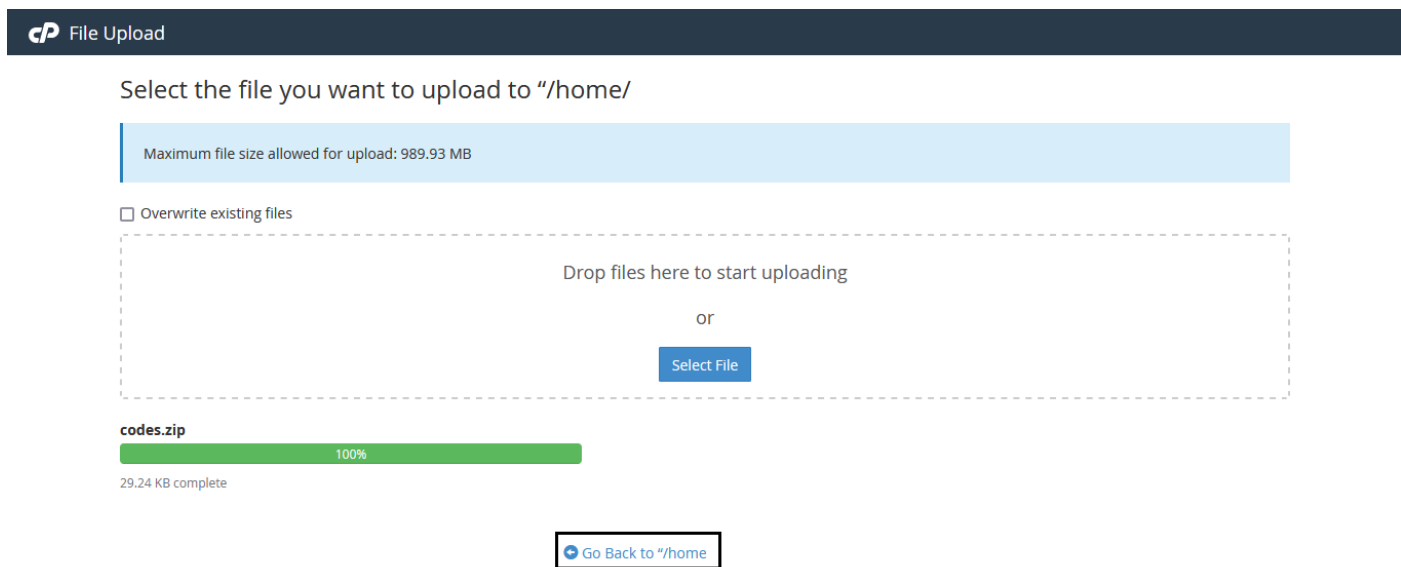 cP File Upload
Select the file you want to upload to “/home/
Maximum file size allowed for upload: 989.93 MB
Overwrite existing files
Drop files here to start uploading
or
Select File
codes.zip
100%
29.24 KB complete
Go Back to “/home